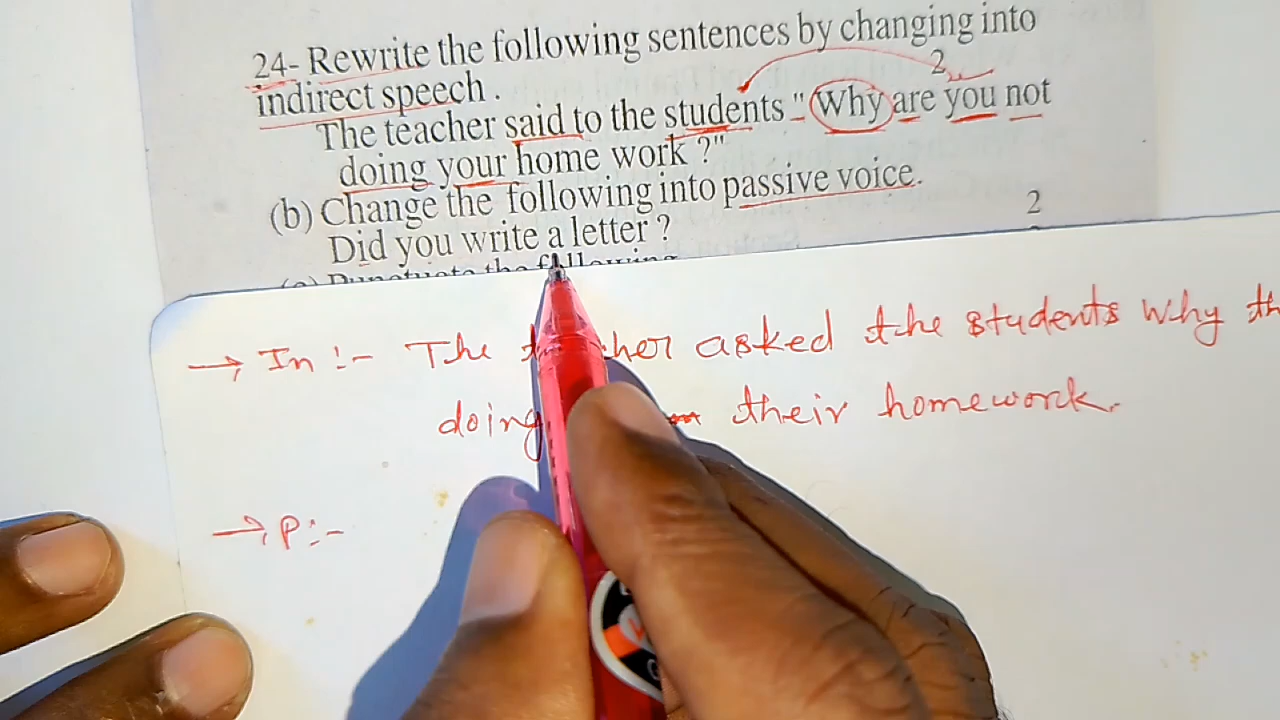 24- Rewrite the following sentences by changing into
indirect speech . 2
The teacher said to the students "Why are you not
doing your home work ?"
(b) Change the following into passive voice.
Did you write a letter ? 2
→ In :- The asked the students why
doing their homework.
→ P:-